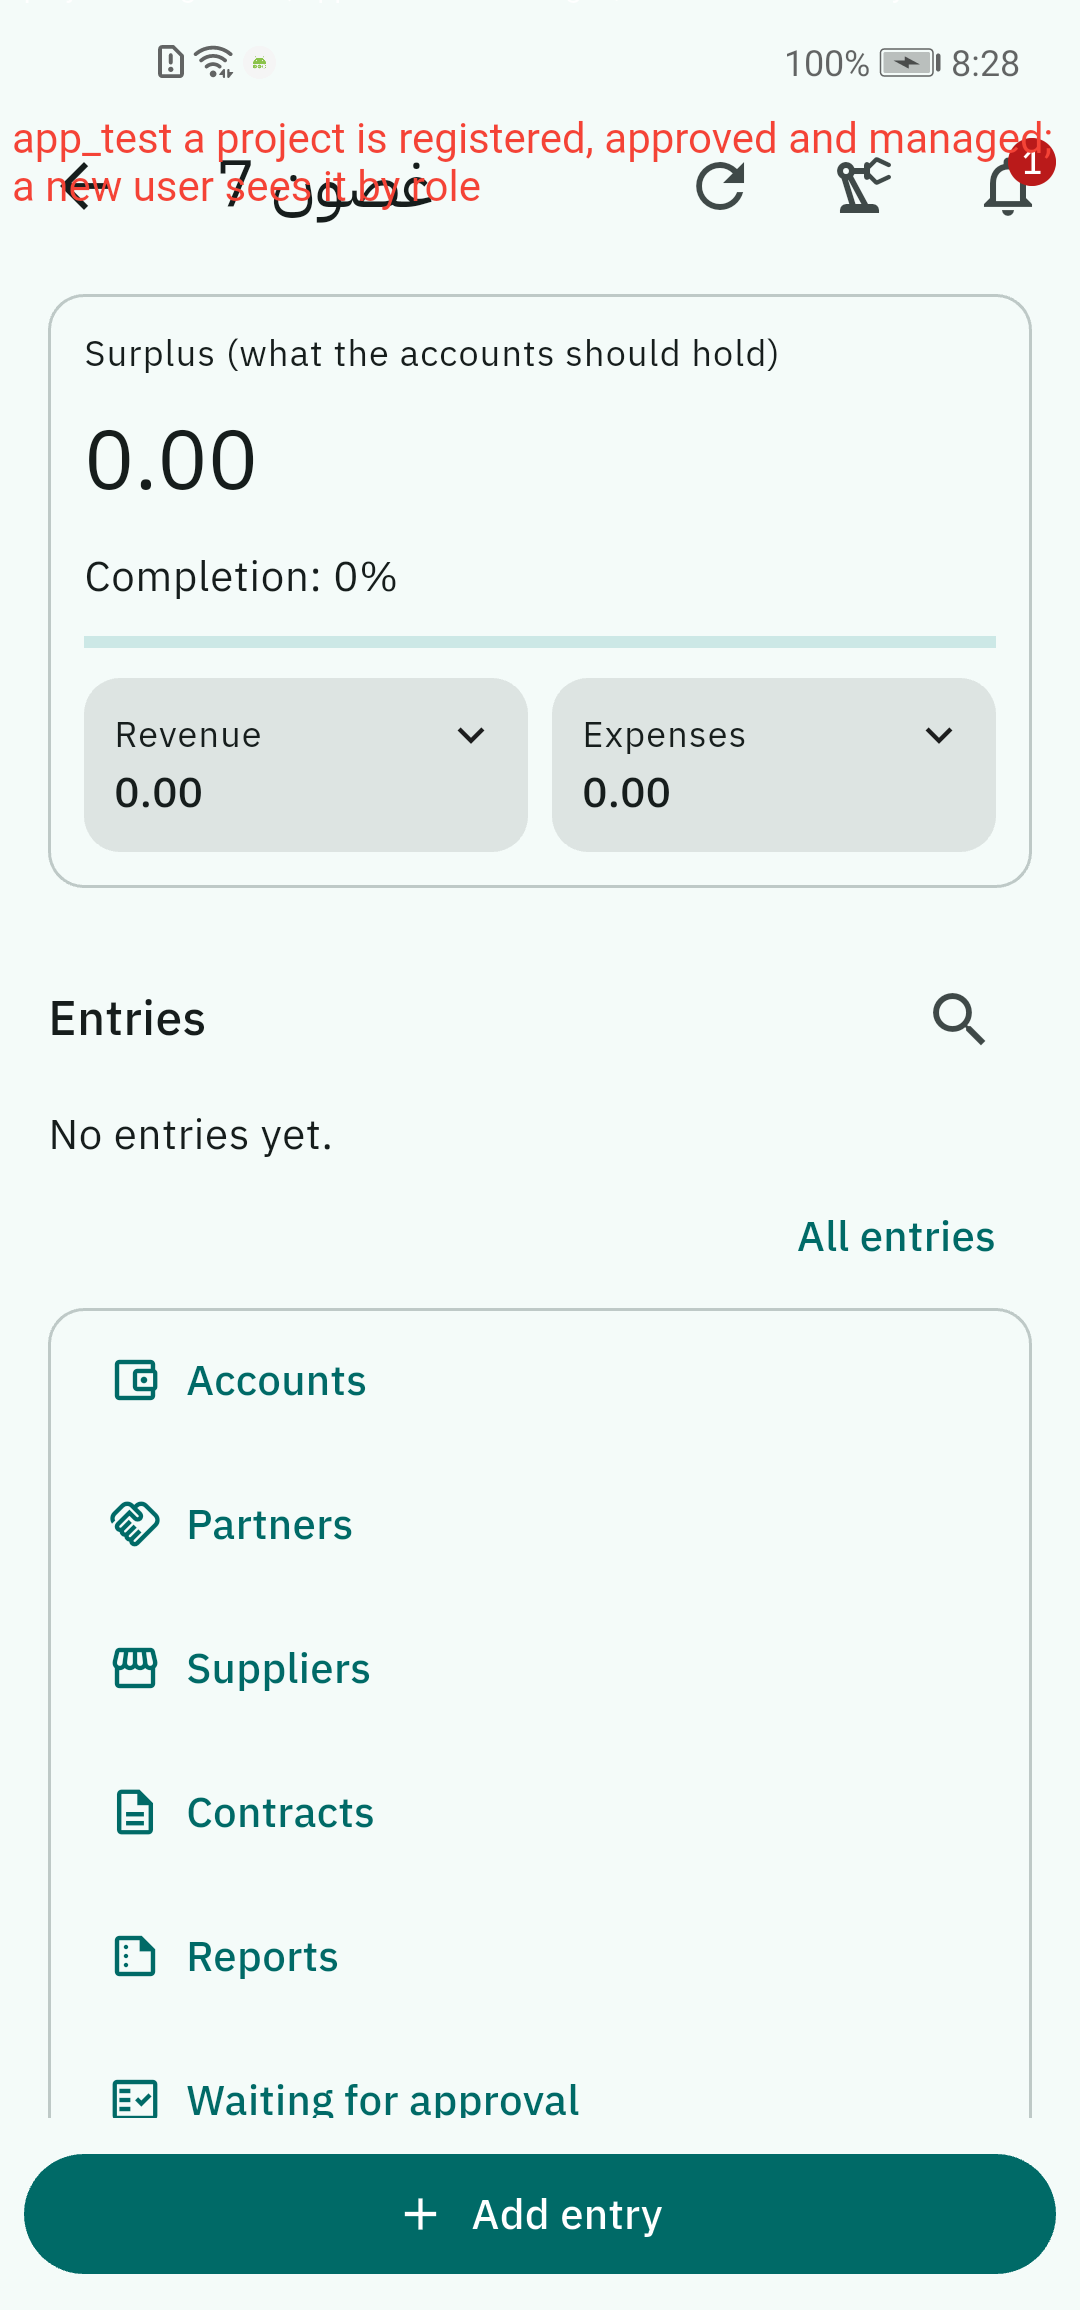 100% 8:28
app_test a project is registered, approved and managed;
a new user sees it by role
غصون 7
1
Surplus (what the accounts should hold)
0.00
Completion: 0%
Revenue
0.00
Expenses
0.00
Entries
No entries yet.
All entries
Accounts
Partners
Suppliers
Contracts
Reports
Waiting for approval
+ Add entry